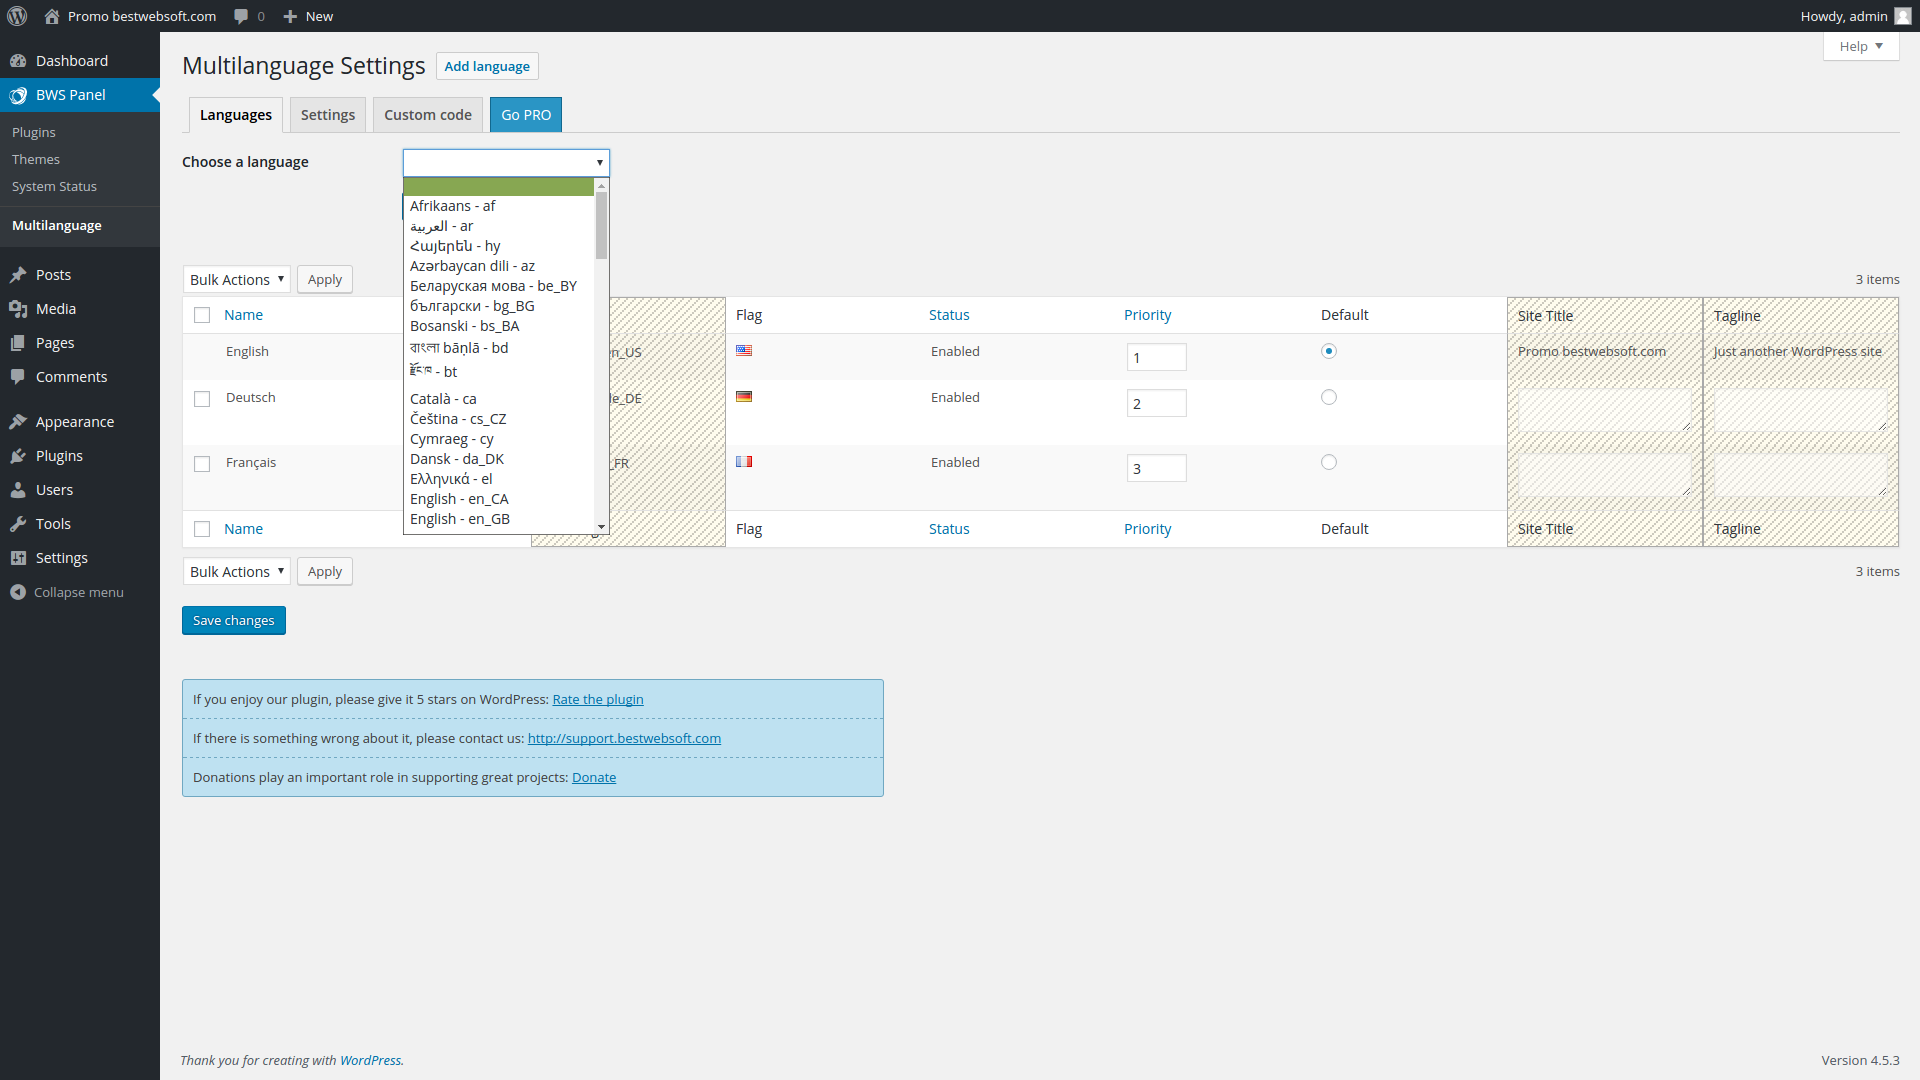 Promo bestwebsoft.com 0 New Howdy, admin
Help
Dashboard
BWS Panel
Plugins
Themes
System Status
Multilanguage
Posts
Media
Pages
Comments
Appearance
Plugins
Users
Tools
Settings
Collapse menu
Multilanguage Settings Add language
Languages Settings Custom code Go PRO
Choose a language
Afrikaans - af
العربية - ar
Հայերեն - hy
Azərbaycan dili - az
Беларуская мова - be_BY
български - bg_BG
Bosanski - bs_BA
বাংলা bāṇlā - bd
རྫོང་ཁ - bt
Català - ca
Čeština - cs_CZ
Cymraeg - cy
Dansk - da_DK
Ελληνικά - el
English - en_CA
English - en_GB
Bulk Actions Apply 3 items
Name Flag Status Priority Default Site Title Tagline
English n_US Enabled 1 Promo bestwebsoft.com Just another WordPress site
Deutsch e_DE Enabled 2
Français _FR Enabled 3
Name Flag Status Priority Default Site Title Tagline
Bulk Actions Apply 3 items
Save changes
If you enjoy our plugin, please give it 5 stars on WordPress: Rate the plugin
If there is something wrong about it, please contact us: http://support.bestwebsoft.com
Donations play an important role in supporting great projects: Donate
Thank you for creating with WordPress. Version 4.5.3